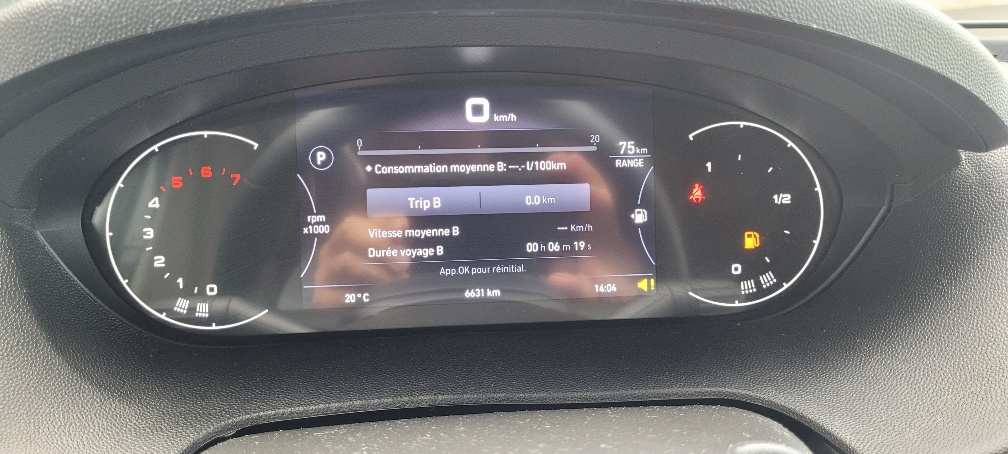 0 km/h
0 20
P
75 km
RANGE
◆ Consommation moyenne B: --.- l/100km
Trip B 0.0 km
Vitesse moyenne B --- Km/h
Durée voyage B 00 h 06 m 19 s
App.OK pour réinitial.
20 °C 6631 km 14:04 !
rpm
x1000
7
6
5
4
3
2
1
0
1
1/2
0